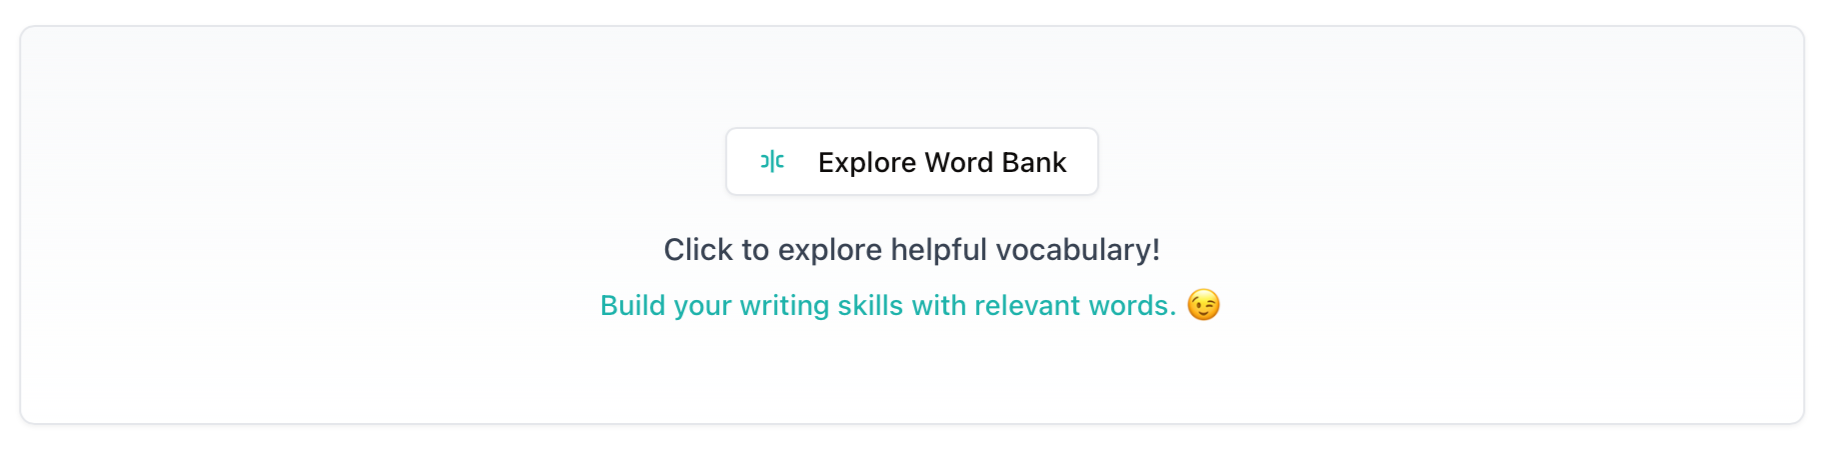 Explore Word Bank
Click to explore helpful vocabulary!
Build your writing skills with relevant words. 😉